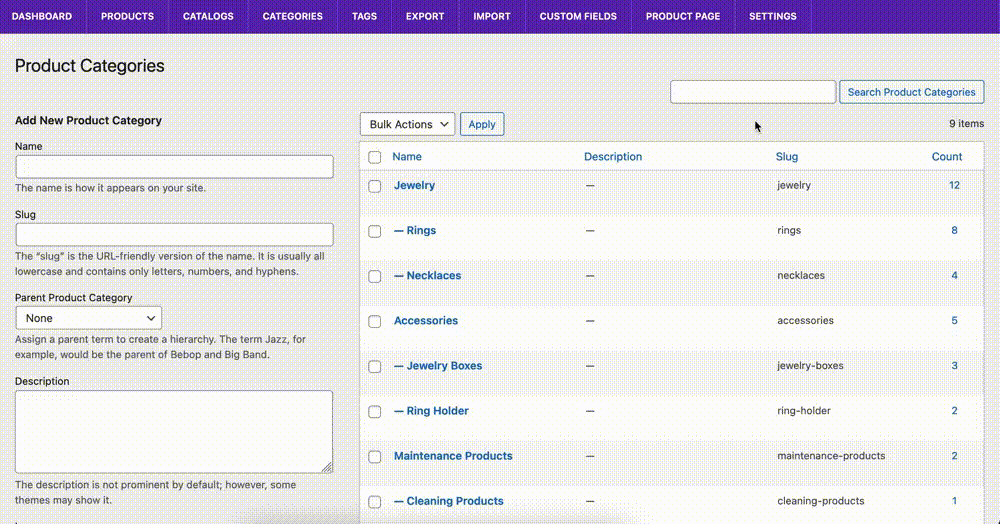 DASHBOARD PRODUCTS CATALOGS CATEGORIES TAGS EXPORT IMPORT CUSTOM FIELDS PRODUCT PAGE SETTINGS
Product Categories
Search Product Categories
Add New Product Category
Name
The name is how it appears on your site.
Slug
The “slug” is the URL-friendly version of the name. It is usually all
lowercase and contains only letters, numbers, and hyphens.
Parent Product Category
None
Assign a parent term to create a hierarchy. The term Jazz, for
example, would be the parent of Bebop and Big Band.
Description
The description is not prominent by default; however, some
themes may show it.
Bulk Actions Apply 9 items
Name Description Slug Count
Jewelry — jewelry 12
— Rings — rings 8
— Necklaces — necklaces 4
Accessories — accessories 5
— Jewelry Boxes — jewelry-boxes 3
— Ring Holder — ring-holder 2
Maintenance Products — maintenance-products 2
— Cleaning Products — cleaning-products 1